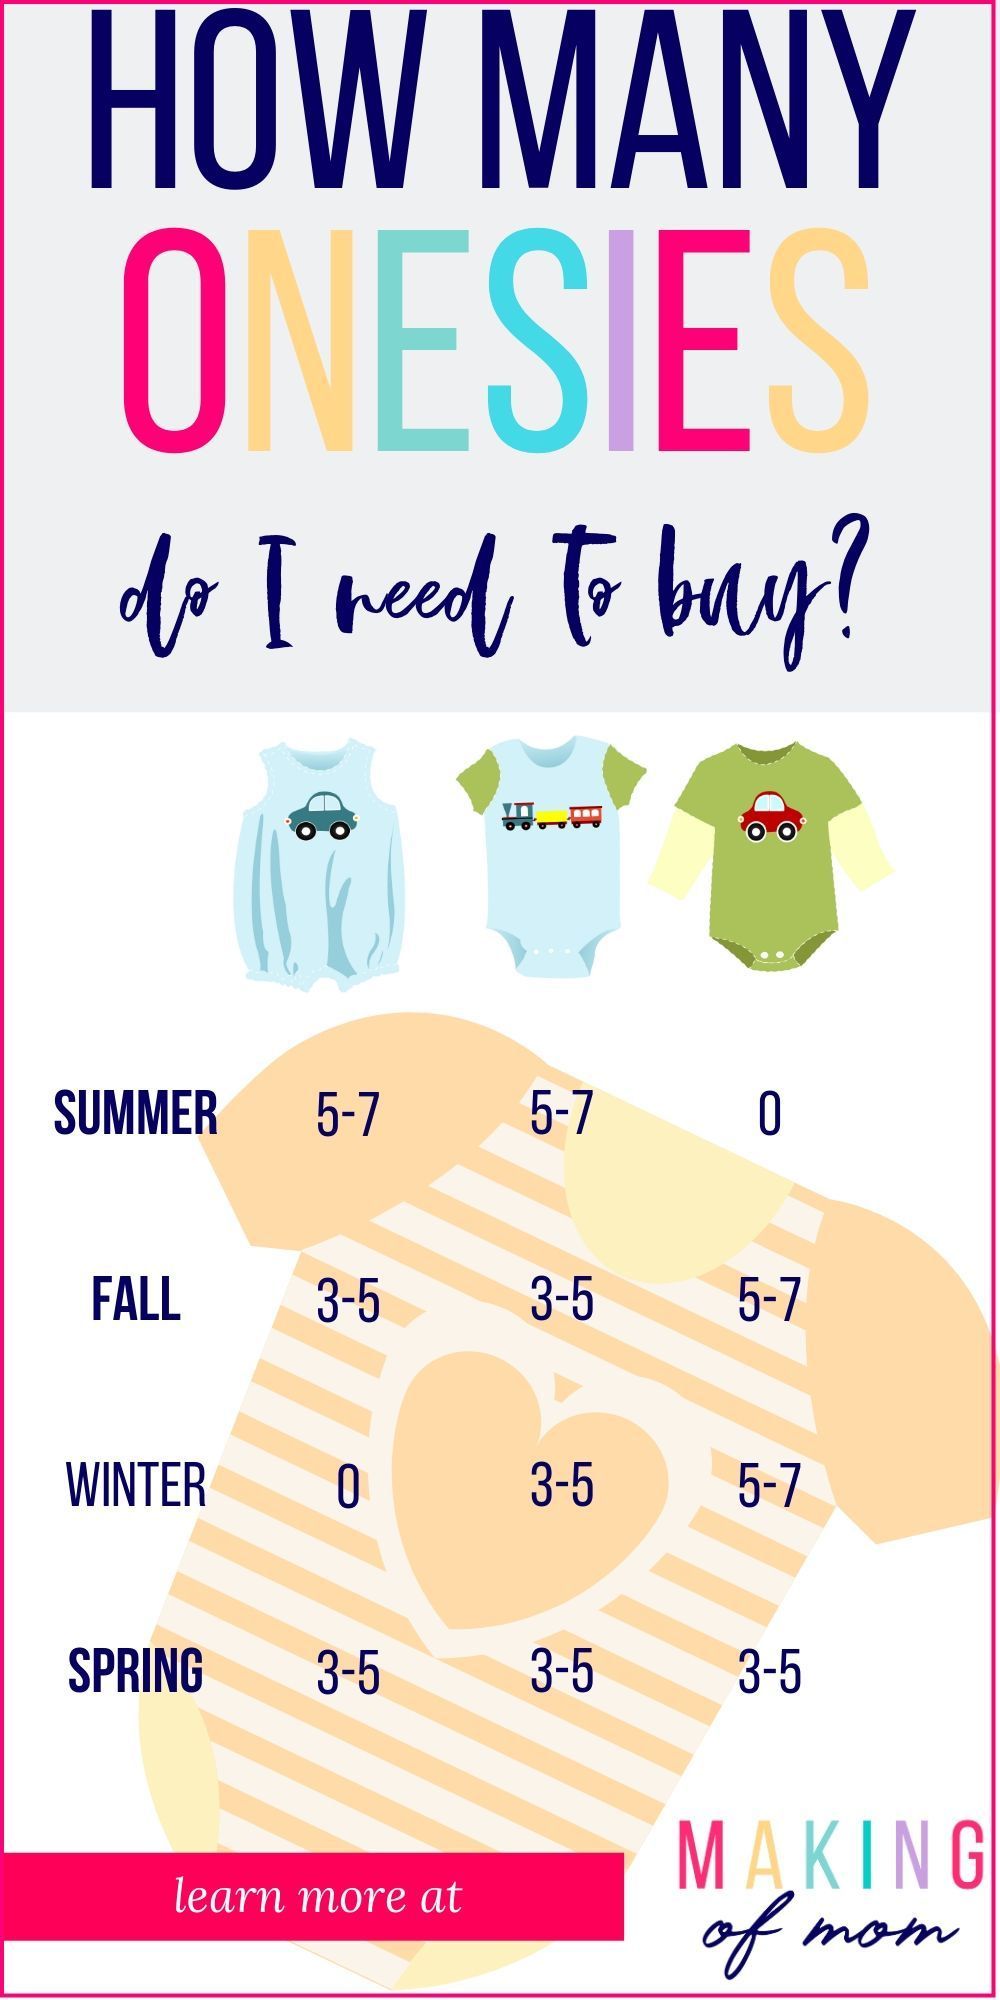 HOW MANY
ONESIES
do I need to buy?
SUMMER 5-7 5-7 0
FALL 3-5 3-5 5-7
WINTER 0 3-5 5-7
SPRING 3-5 3-5 3-5
learn more at
MAKING
of mom